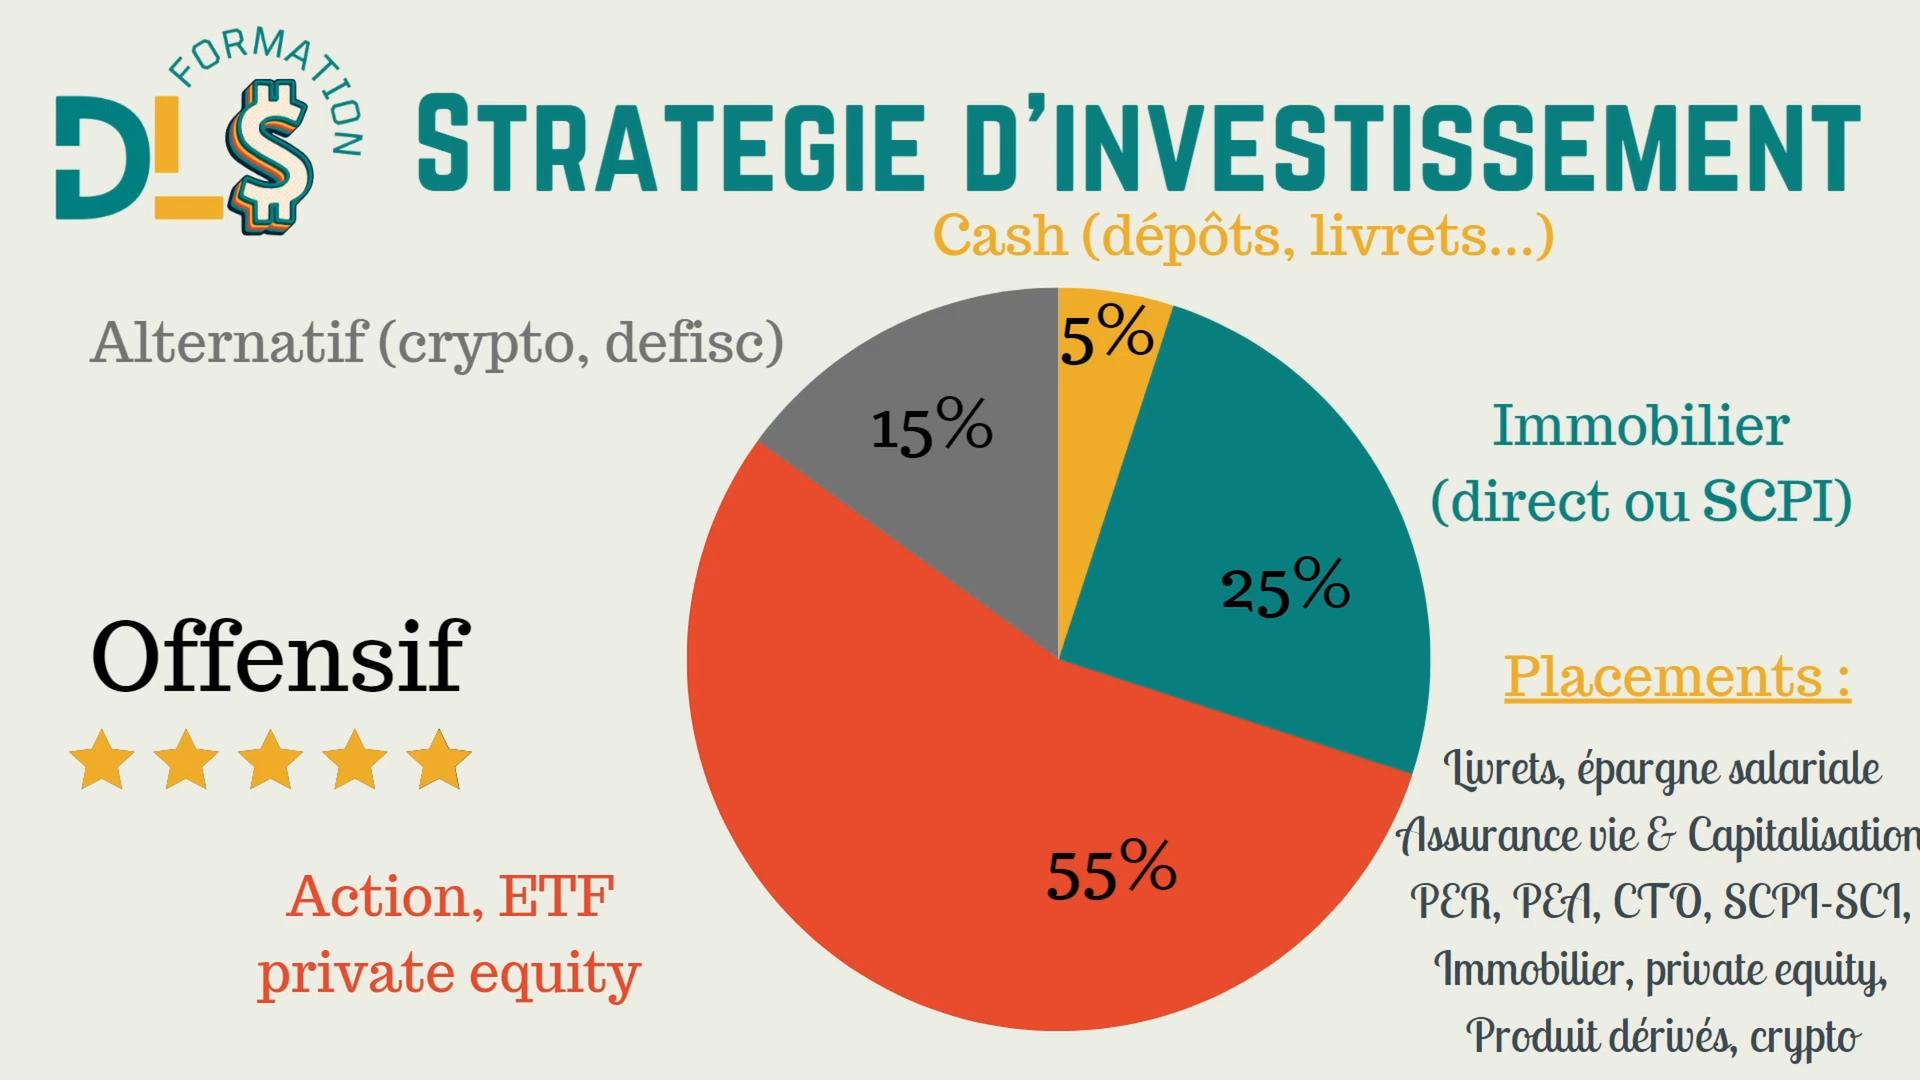 FORMATION
DL$
STRATEGIE D'INVESTISSEMENT
Cash (dépôts, livrets...)
Alternatif (crypto, defisc)
5%
15%
Immobilier
(direct ou SCPI)
25%
Offensif
Placements :
Livrets, épargne salariale
Assurance vie & Capitalisation
PER, PEA, CTO, SCPI-SCI,
Immobilier, private equity,
Produit dérivés, crypto
55%
Action, ETF
private equity